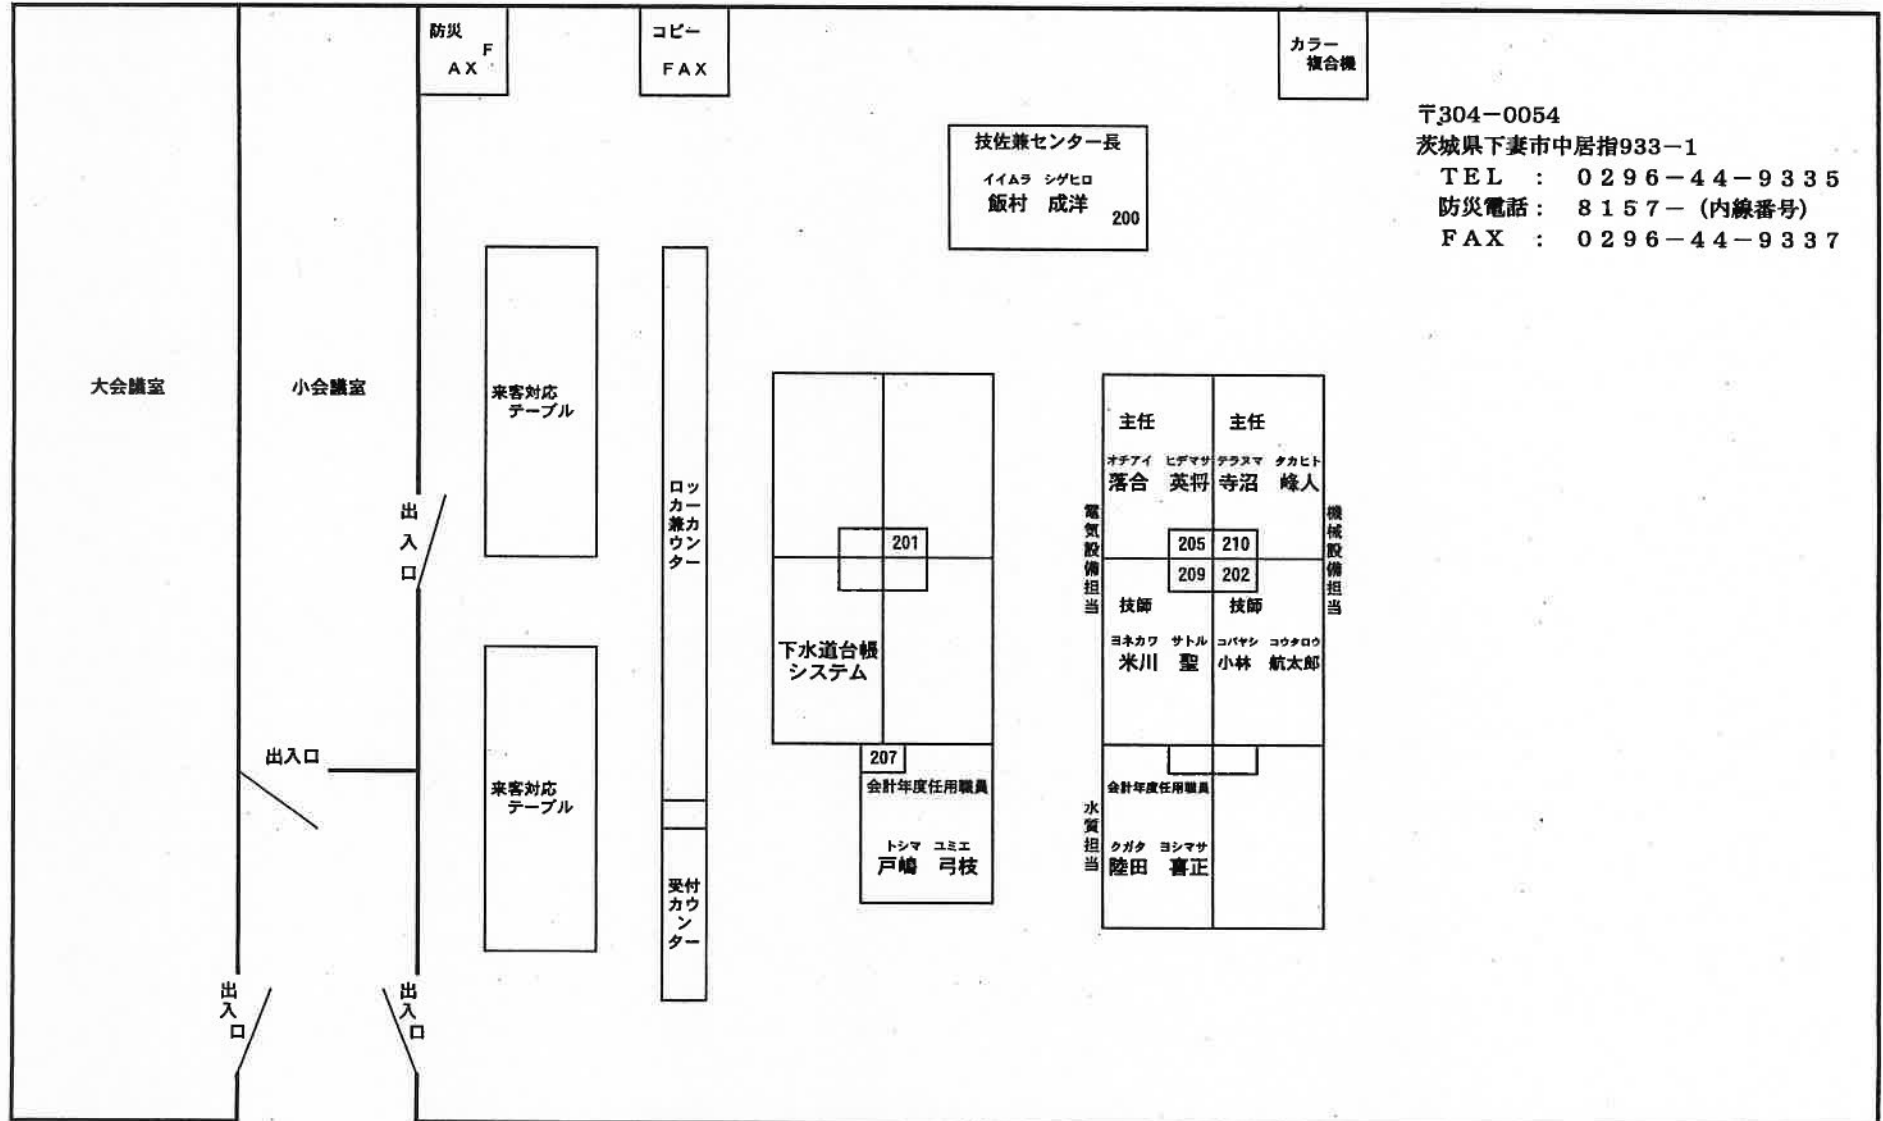 防災
F
AX
コピー
FAX
カラー
複合機
〒304-0054
茨城県下妻市中居指933-1
TEL : 0296-44-9335
防災電話: 8157-(内線番号)
FAX : 0296-44-9337
技佐兼センター長
イイムラ シゲヒロ
飯村 成洋
200
大会議室
小会議室
来客対応
テーブル
出入口
ロッカー兼カウンター
201
下水道台帳
システム
207
会計年度任用職員
トシマ ユミエ
戸嶋 弓枝
電気設備担当
機械設備担当
主任
オチアイ ヒデマサ
落合 英将
主任
テラヌマ タカヒト
寺沼 峰人
205 210
209 202
技師
ヨネカワ サトル
米川 聖
技師
コバヤシ コウタロウ
小林 航太郎
水質担当
会計年度任用職員
クガタ ヨシマサ
陸田 喜正
出入口
来客対応
テーブル
受付
カウンター
出入口
出入口